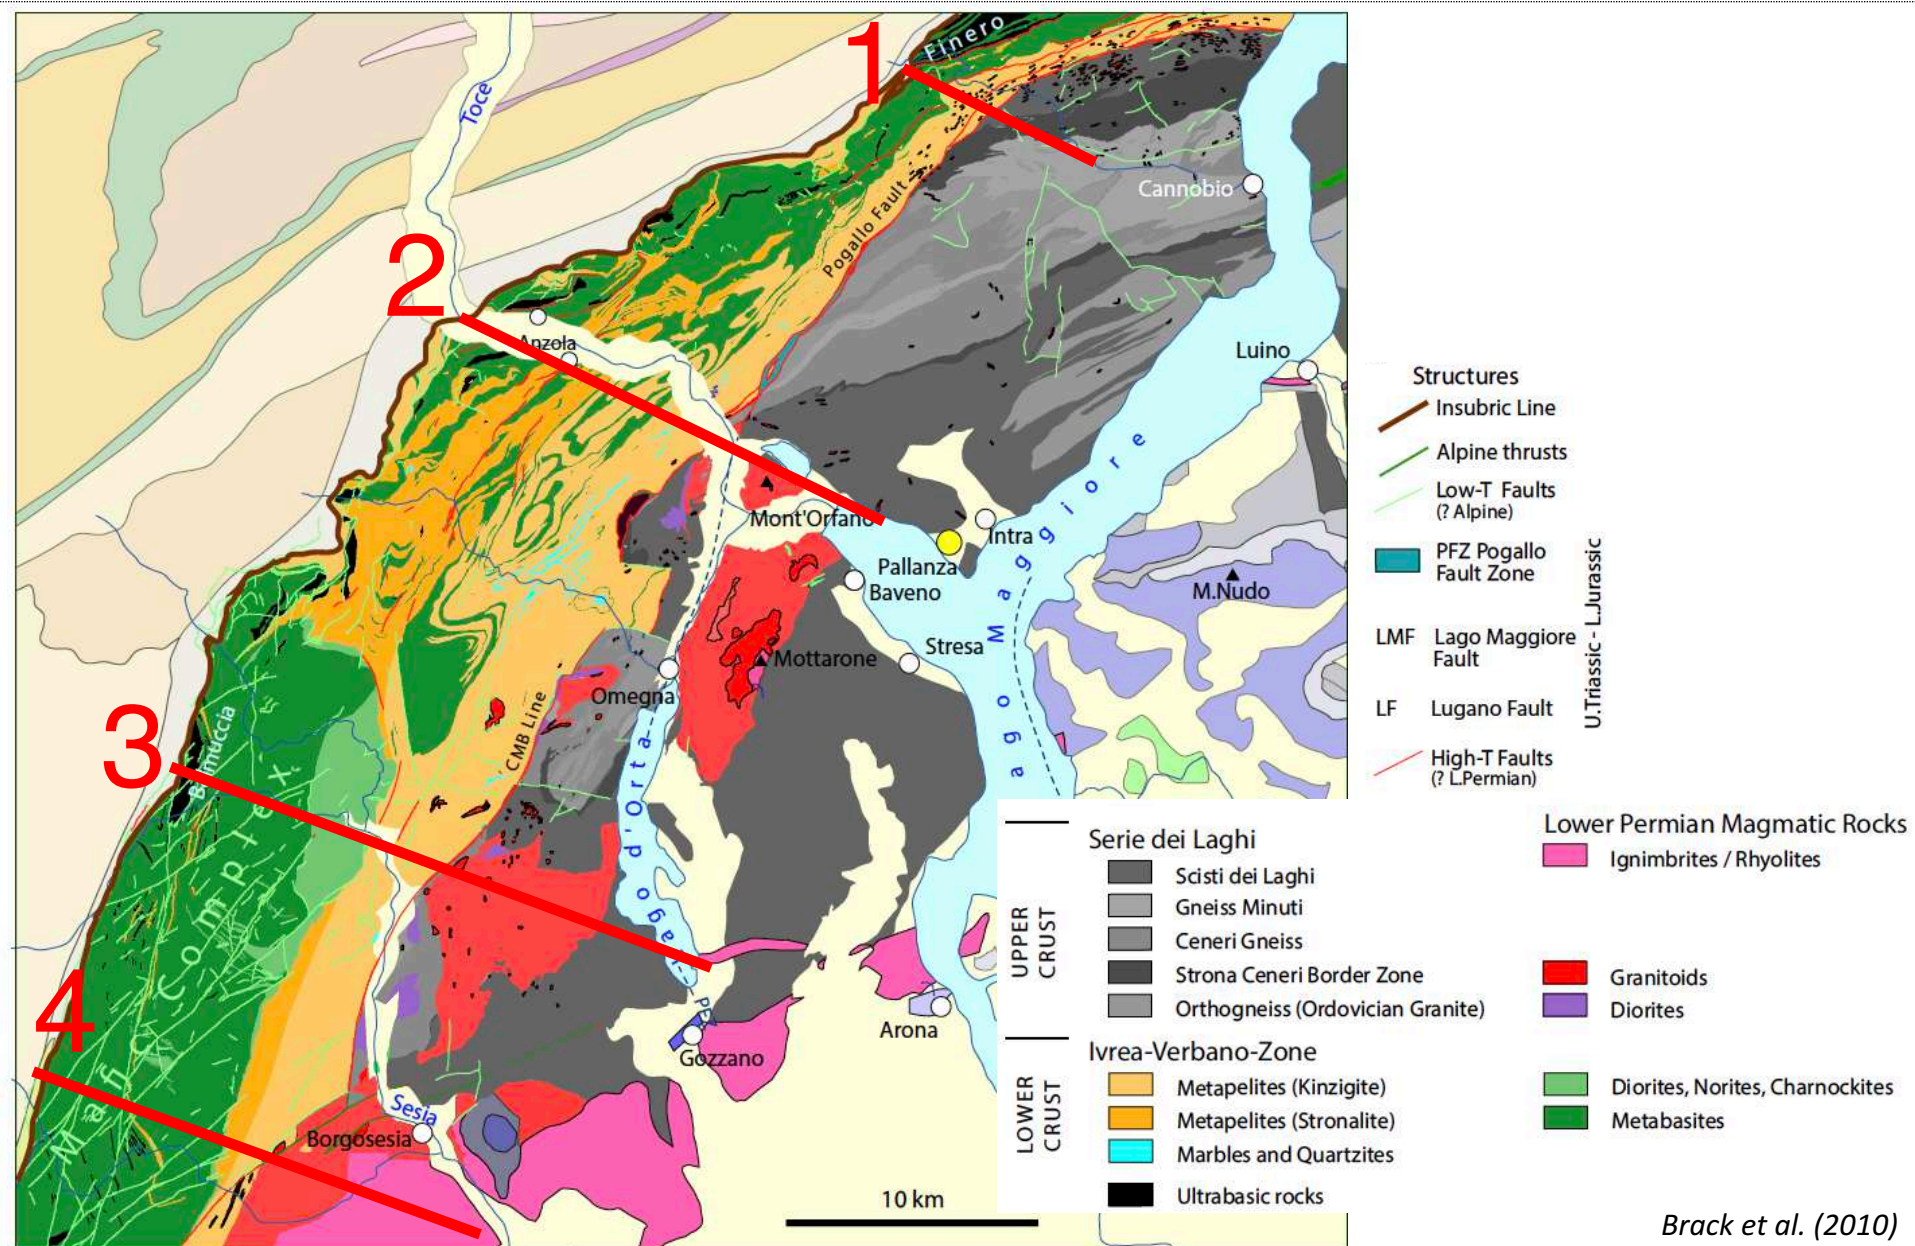 1
Finero
Toce
Cannobio
Pogallo Fault
2
Anzola
Luino
Mont'Orfano
Intra
Pallanza
Baveno
M.Nudo
Stresa
Mottarone
Omegna
Lago Maggiore
CMB Line
3
Balmuccia
Mafic Complex
Lago d'Orta
4
Arona
Gozzano
Sesia
Borgosesia
10 km
Structures
Insubric Line
Alpine thrusts
Low-T Faults
(? Alpine)
PFZ Pogallo
Fault Zone
LMF Lago Maggiore
Fault
LF Lugano Fault
U.Triassic - L.Jurassic
High-T Faults
(? L.Permian)
Serie dei Laghi
UPPER
CRUST
Scisti dei Laghi
Gneiss Minuti
Ceneri Gneiss
Strona Ceneri Border Zone
Orthogneiss (Ordovician Granite)
Ivrea-Verbano-Zone
LOWER
CRUST
Metapelites (Kinzigite)
Metapelites (Stronalite)
Marbles and Quartzites
Ultrabasic rocks
Lower Permian Magmatic Rocks
Ignimbrites / Rhyolites
Granitoids
Diorites
Diorites, Norites, Charnockites
Metabasites
Brack et al. (2010)